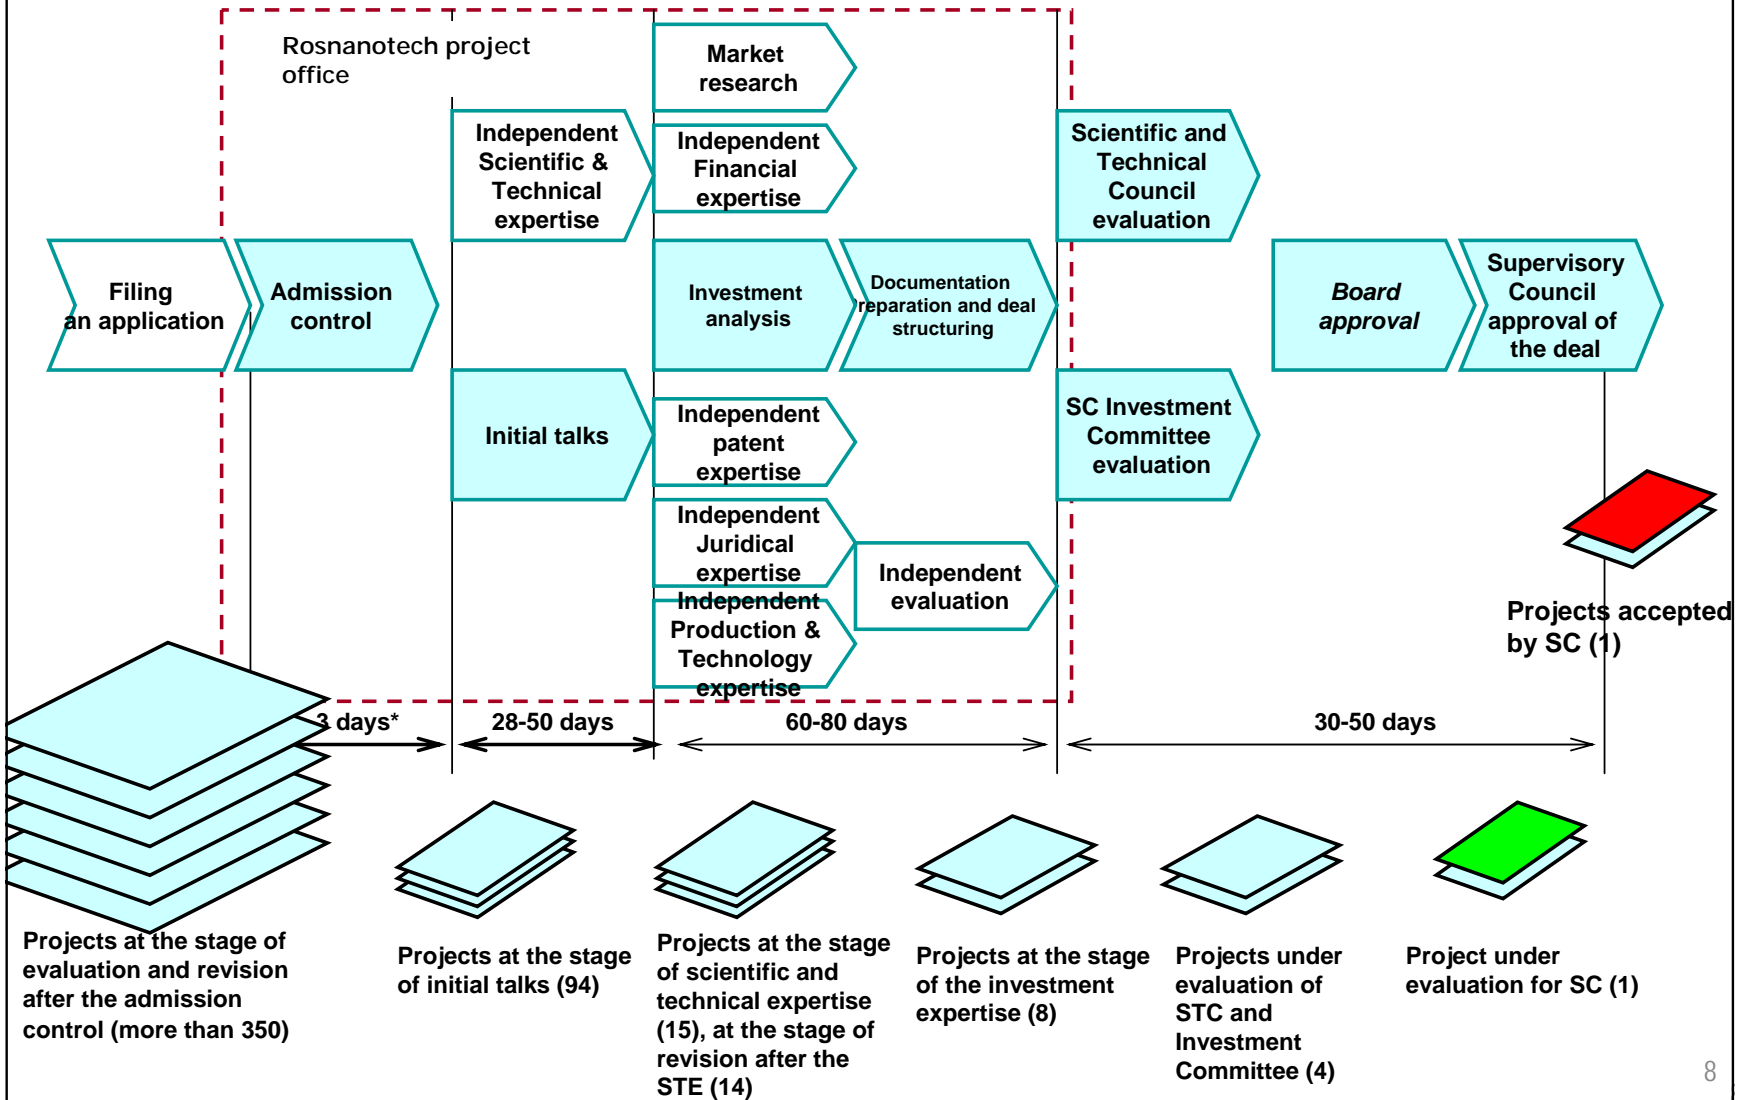 Rosnanotech project
office
Market
research
Independent
Scientific &
Technical
expertise
Independent
Financial
expertise
Scientific and
Technical
Council
evaluation
Filing
an application
Admission
control
Investment
analysis
Documentation
reparation and deal
structuring
Board
approval
Supervisory
Council
approval of
the deal
Initial talks
Independent
patent
expertise
SC Investment
Committee
evaluation
Independent
Juridical
expertise
Independent
evaluation
Independent
Production &
Technology
expertise
Projects accepted
by SC (1)
3 days*
28-50 days
60-80 days
30-50 days
Projects at the stage of
evaluation and revision
after the admission
control (more than 350)
Projects at the stage
of initial talks (94)
Projects at the stage
of scientific and
technical expertise
(15), at the stage of
revision after the
STE (14)
Projects at the stage
of the investment
expertise (8)
Projects under
evaluation of
STC and
Investment
Committee (4)
Project under
evaluation for SC (1)
8